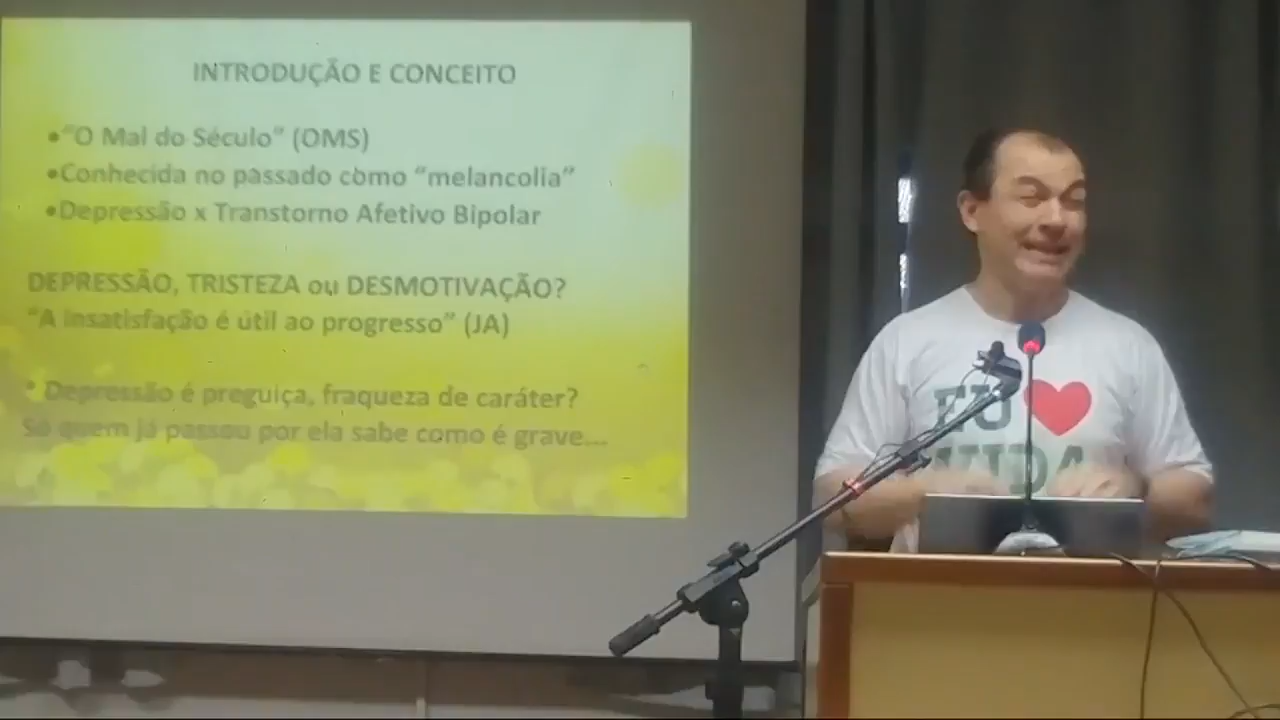 INTRODUÇÃO E CONCEITO
•"O Mal do Século" (OMS)
•Conhecida no passado como "melancolia"
•Depressão x Transtorno Afetivo Bipolar
DEPRESSÃO, TRISTEZA ou DESMOTIVAÇÃO?
"A insatisfação é útil ao progresso" (JA)
* Depressão é preguiça, fraqueza de caráter?
Só quem já passou por ela sabe como é grave...
EU ❤
VIDA